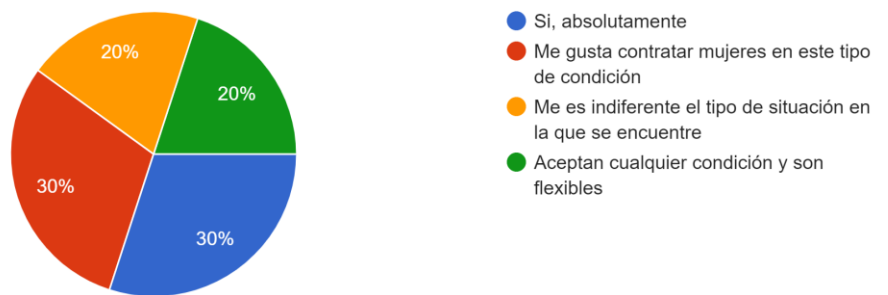 20%
20%
30%
30%
Si, absolutamente
Me gusta contratar mujeres en este tipo
de condición
Me es indiferente el tipo de situación en
la que se encuentre
Aceptan cualquier condición y son
flexibles